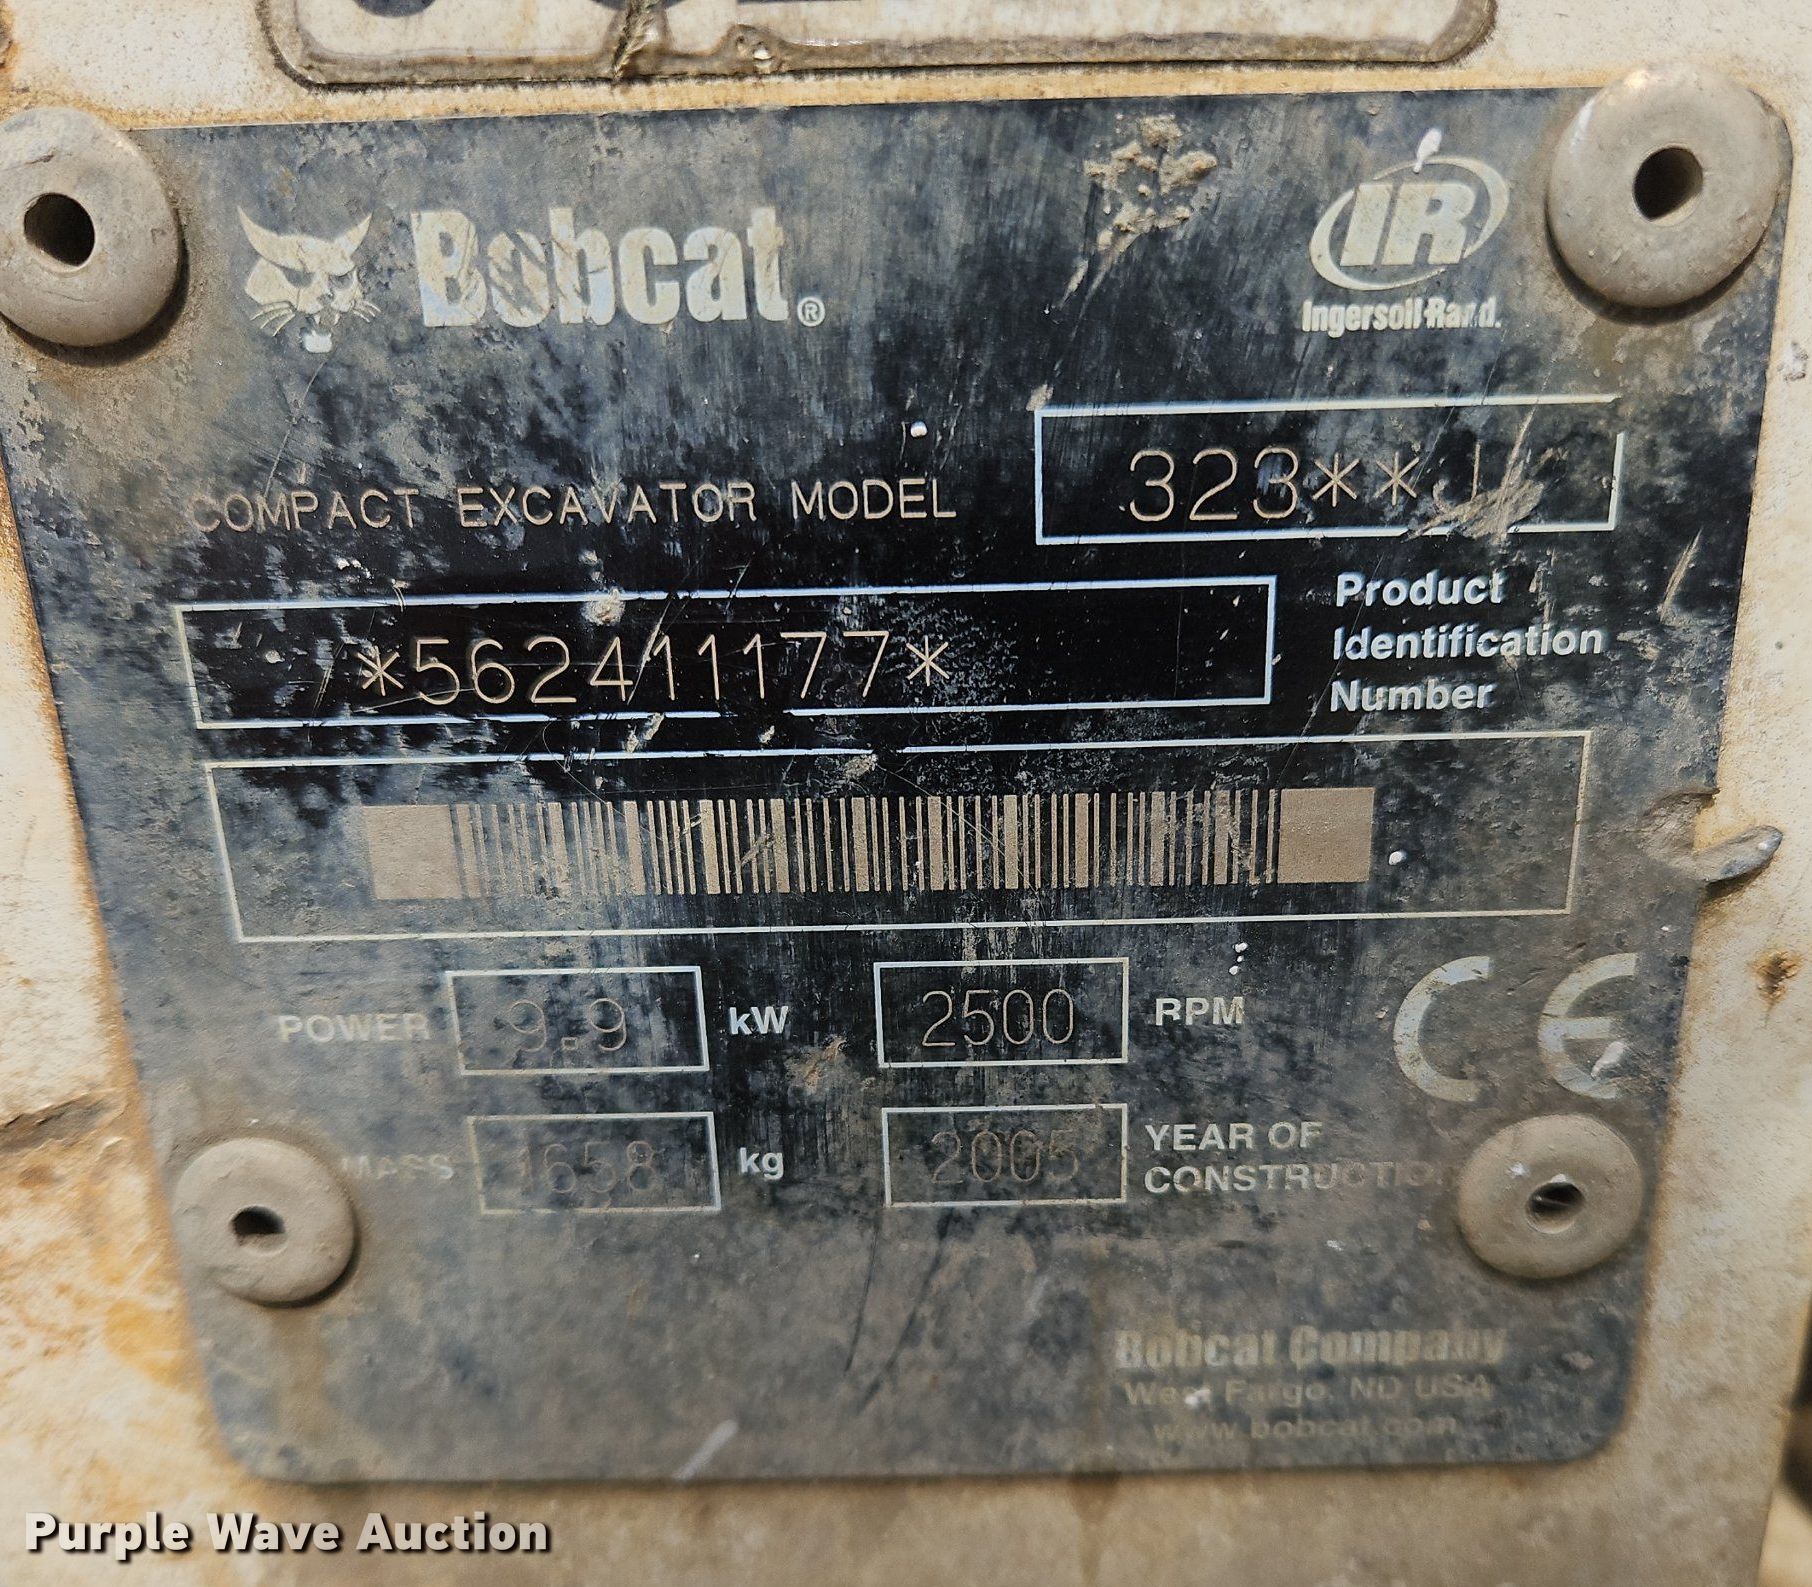 Bobcat®
IR
Ingersoll Rand.
COMPACT EXCAVATOR MODEL 323**J
*562411177*
Product
Identification
Number
POWER 9.9 kW 2500 RPM
CE
MASS 1658 kg 2005 YEAR OF
CONSTRUCTION
Bobcat Company
West Fargo, ND USA
www.bobcat.com
Purple Wave Auction